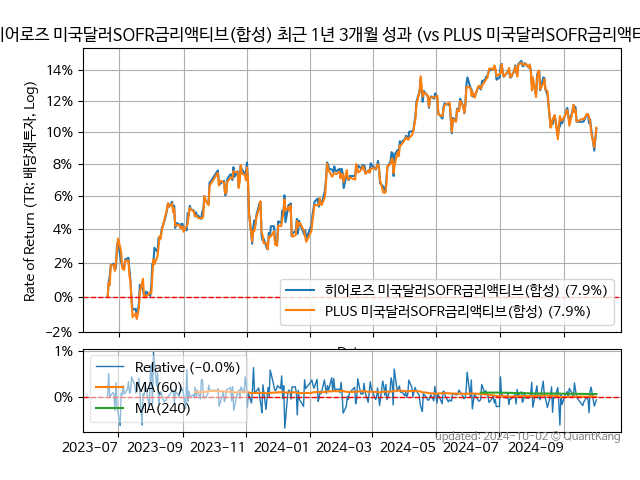 히어로즈 미국달러SOFR금리액티브(합성) 최근 1년 3개월 성과 (vs PLUS 미국달러SOFR금리액티
Rate of Return (TR: 배당재투자, Log)
14%
12%
10%
8%
6%
4%
2%
0%
−2%
히어로즈 미국달러SOFR금리액티브(합성) (7.9%)
PLUS 미국달러SOFR금리액티브(합성) (7.9%)
1%
0%
Relative (−0.0%)
MA(60)
MA(240)
2023-07 2023-09 2023-11 2024-01 2024-03 2024-05 2024-07 2024-09
updated: 2024-10-02 © QuantKang